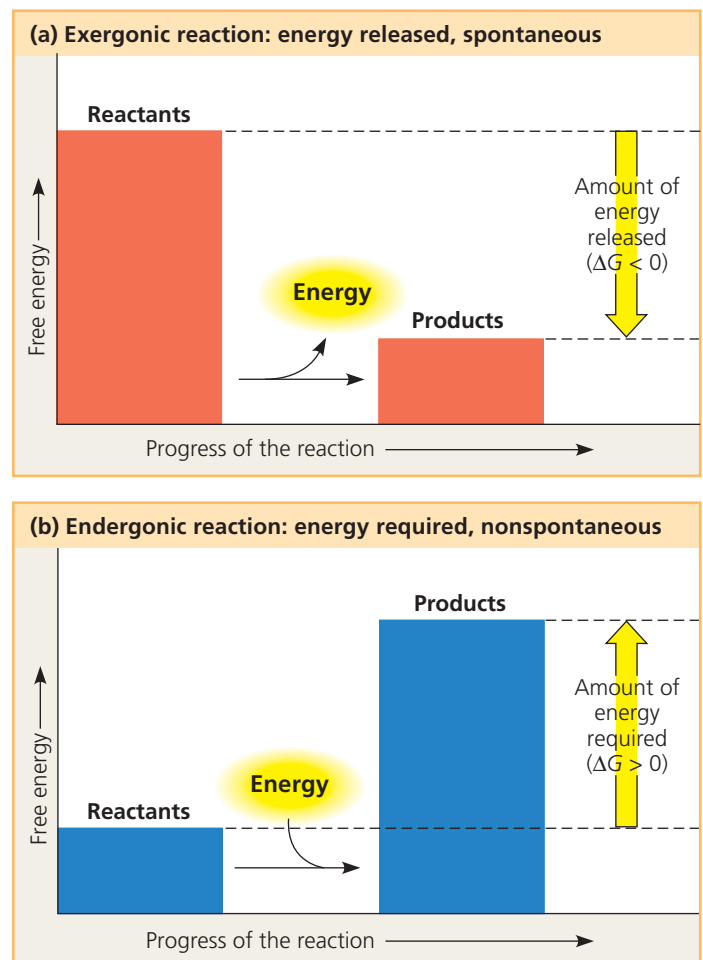 (a) Exergonic reaction: energy released, spontaneous
Reactants
Free energy
Energy
Products
Amount of
energy
released
(ΔG < 0)
Progress of the reaction
(b) Endergonic reaction: energy required, nonspontaneous
Products
Free energy
Reactants
Energy
Amount of
energy
required
(ΔG > 0)
Progress of the reaction